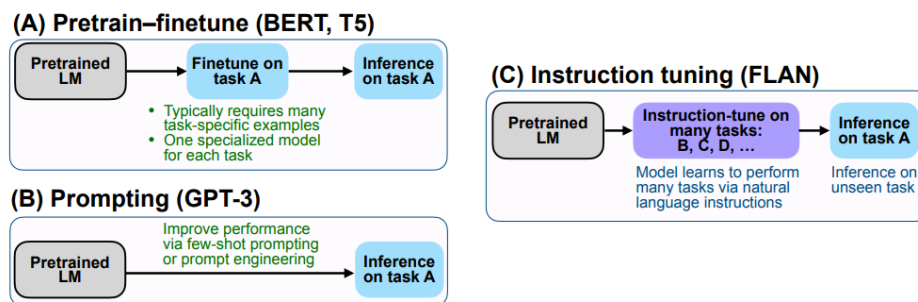 (A) Pretrain–finetune (BERT, T5)
Pretrained
LM
Finetune on
task A
Inference
on task A
• Typically requires many
task-specific examples
• One specialized model
for each task
(B) Prompting (GPT-3)
Pretrained
LM
Improve performance
via few-shot prompting
or prompt engineering
Inference
on task A
(C) Instruction tuning (FLAN)
Pretrained
LM
Instruction-tune on
many tasks:
B, C, D, …
Inference
on task A
Model learns to perform
many tasks via natural
language instructions
Inference on
unseen task